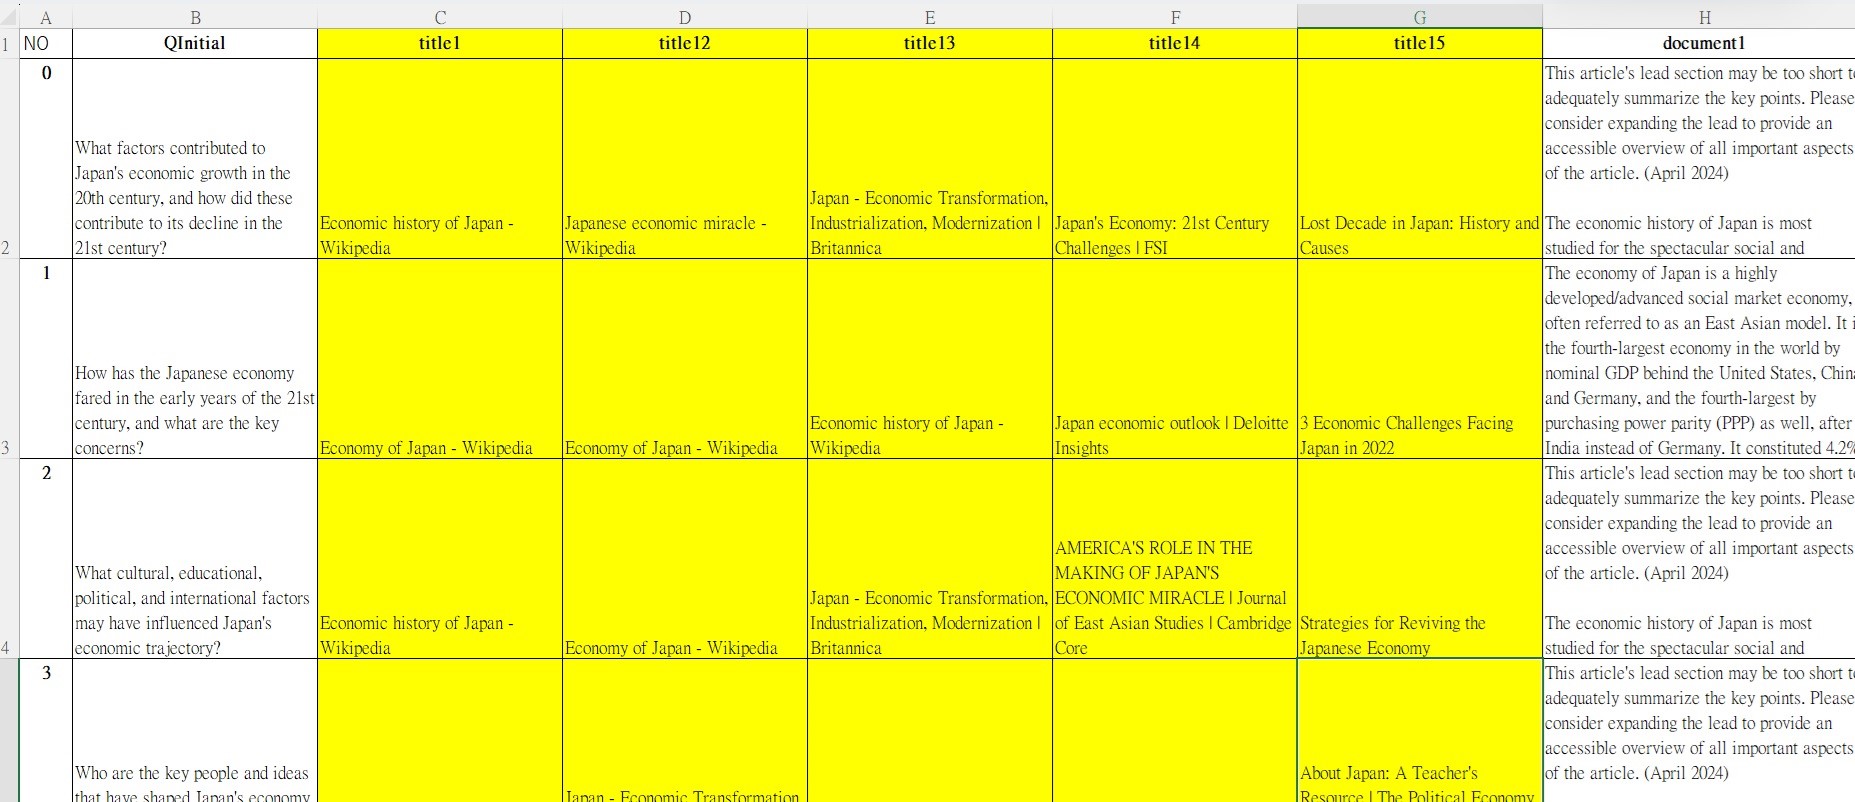 A B C D E F G H
1 NO QInitial title1 title12 title13 title14 title15 document1
0
What factors contributed to
Japan's economic growth in the
20th century, and how did these
contribute to its decline in the
21st century?
Economic history of Japan -
Wikipedia
Japanese economic miracle -
Wikipedia
Japan - Economic Transformation,
Industrialization, Modernization |
Britannica
Japan's Economy: 21st Century
Challenges | FSI
Lost Decade in Japan: History and
Causes
This article's lead section may be too short t
adequately summarize the key points. Please
consider expanding the lead to provide an
accessible overview of all important aspects
of the article. (April 2024)
The economic history of Japan is most
studied for the spectacular social and
2
1
How has the Japanese economy
fared in the early years of the 21st
century, and what are the key
concerns?
Economy of Japan - Wikipedia
Economy of Japan - Wikipedia
Economic history of Japan -
Wikipedia
Japan economic outlook | Deloitte
Insights
3 Economic Challenges Facing
Japan in 2022
The economy of Japan is a highly
developed/advanced social market economy,
often referred to as an East Asian model. It i
the fourth-largest economy in the world by
nominal GDP behind the United States, China
and Germany, and the fourth-largest by
purchasing power parity (PPP) as well, after
India instead of Germany. It constituted 4.2%
3
2
What cultural, educational,
political, and international factors
may have influenced Japan's
economic trajectory?
Economic history of Japan -
Wikipedia
Economy of Japan - Wikipedia
Japan - Economic Transformation,
Industrialization, Modernization |
Britannica
AMERICA'S ROLE IN THE
MAKING OF JAPAN'S
ECONOMIC MIRACLE | Journal
of East Asian Studies | Cambridge
Core
Strategies for Reviving the
Japanese Economy
This article's lead section may be too short t
adequately summarize the key points. Please
consider expanding the lead to provide an
accessible overview of all important aspects
of the article. (April 2024)
The economic history of Japan is most
studied for the spectacular social and
4
3
Who are the key people and ideas
that have shaped Japan's economy
Japan - Economic Transformation
About Japan: A Teacher's
Resource | The Political Economy
This article's lead section may be too short t
adequately summarize the key points. Please
consider expanding the lead to provide an
accessible overview of all important aspects
of the article. (April 2024)